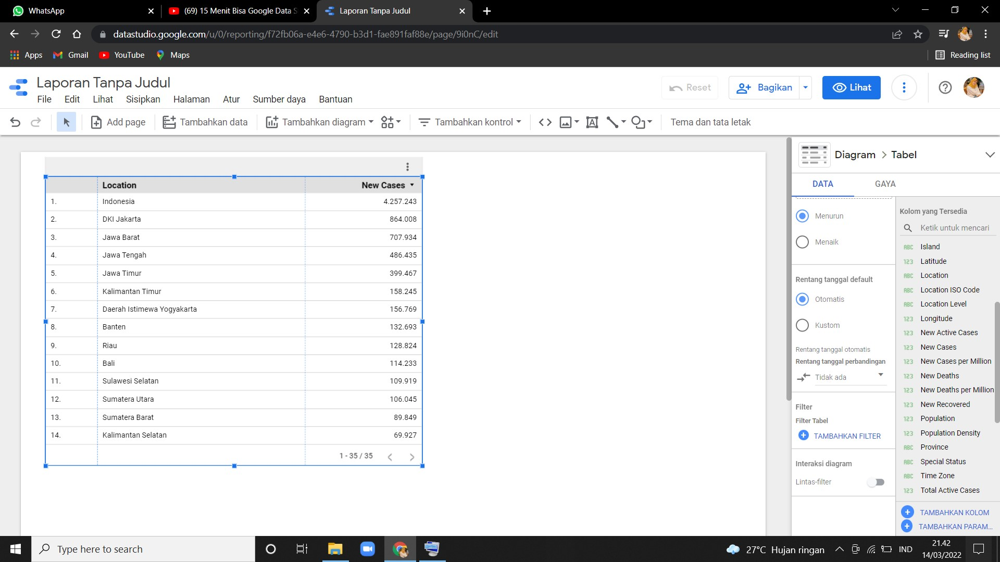 WhatsApp
(69) 15 Menit Bisa Google Data S
Laporan Tanpa Judul
datastudio.google.com/u/0/reporting/f72fb06a-e4e6-4790-b3d1-fae891faf88e/page/9i0nC/edit
Apps Gmail YouTube Maps Reading list
Laporan Tanpa Judul
Reset Bagikan Lihat
File Edit Lihat Sisipkan Halaman Atur Sumber daya Bantuan
Add page Tambahkan data Tambahkan diagram Tambahkan kontrol Tema dan tata letak
Location New Cases
1. Indonesia 4.257.243
2. DKI Jakarta 864.008
3. Jawa Barat 707.934
4. Jawa Tengah 486.435
5. Jawa Timur 399.467
6. Kalimantan Timur 158.245
7. Daerah Istimewa Yogyakarta 156.769
8. Banten 132.693
9. Riau 128.824
10. Bali 114.233
11. Sulawesi Selatan 109.919
12. Sumatera Utara 106.045
13. Sumatera Barat 89.849
14. Kalimantan Selatan 69.927
1 - 35 / 35
Diagram > Tabel
DATA GAYA
Menurun
Menaik
Rentang tanggal default
Otomatis
Kustom
Rentang tanggal otomatis
Rentang tanggal perbandingan
Tidak ada
Filter
Filter Tabel
TAMBAHKAN FILTER
Interaksi diagram
Lintas-filter
Kolom yang Tersedia
Ketik untuk mencari
ABC Island
123 Latitude
ABC Location
ABC Location ISO Code
ABC Location Level
123 Longitude
123 New Active Cases
123 New Cases
123 New Cases per Million
123 New Deaths
123 New Deaths per Million
123 New Recovered
123 Population
123 Population Density
ABC Province
ABC Special Status
ABC Time Zone
123 Total Active Cases
TAMBAHKAN KOLOM
TAMBAHKAN PARAM...
Type here to search
27°C Hujan ringan
IND
21.42
14/03/2022